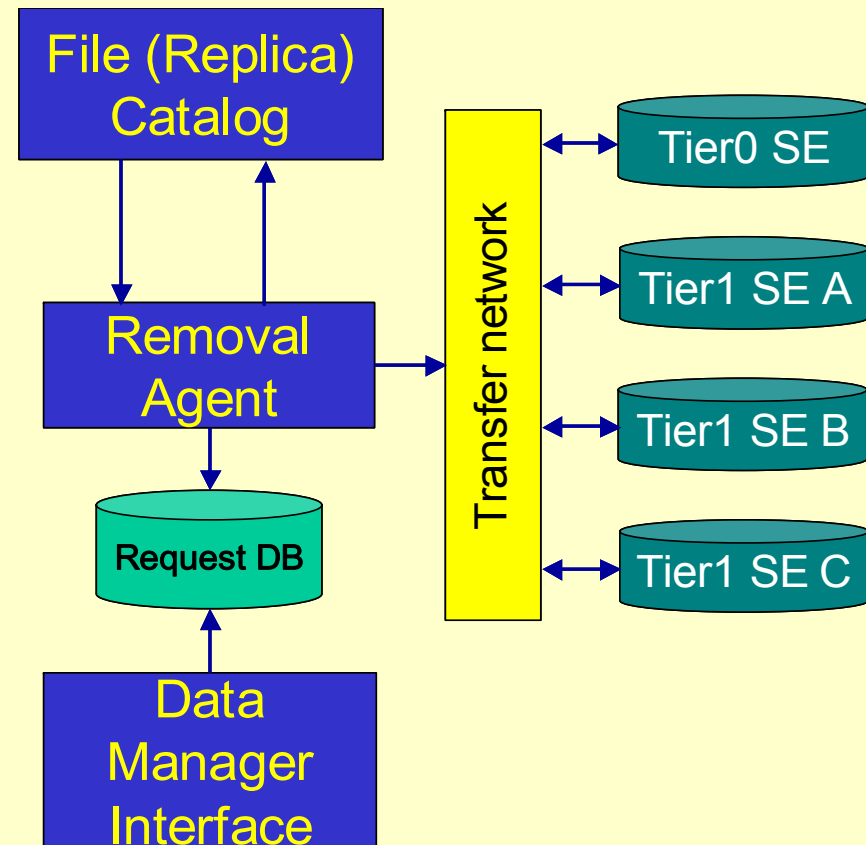 File (Replica)
Catalog
Removal
Agent
Request DB
Data
Manager
Interface
Transfer network
Tier0 SE
Tier1 SE A
Tier1 SE B
Tier1 SE C